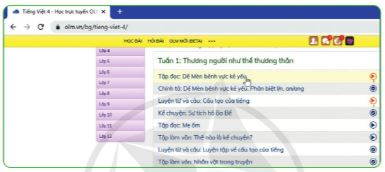 Tiếng Việt 4 - Học trực tuyến OL
olm.vn/bg/tieng-viet-4/
HỌC BÀI HỎI BÀI OLM MỚI (BETA) •••
Lớp 4
Lớp 5
Lớp 6
Lớp 7
Lớp 8
Lớp 9
Lớp 10
Lớp 11
Lớp 12
Tuần 1: Thương người như thể thương thân
Tập đọc: Dế Mèn bênh vực kẻ yếu
Chính tả: Dế Mèn bênh vực kẻ yếu. Phân biệt l/n, an/ang
Luyện từ và câu: Cấu tạo của tiếng
Kể chuyện: Sự tích hồ Ba Bể
Tập đọc: Mẹ ốm
Tập làm văn: Thế nào là kể chuyện?
Luyện từ và câu: Luyện tập về cấu tạo của tiếng
Tập làm văn: Nhân vật trong truyện